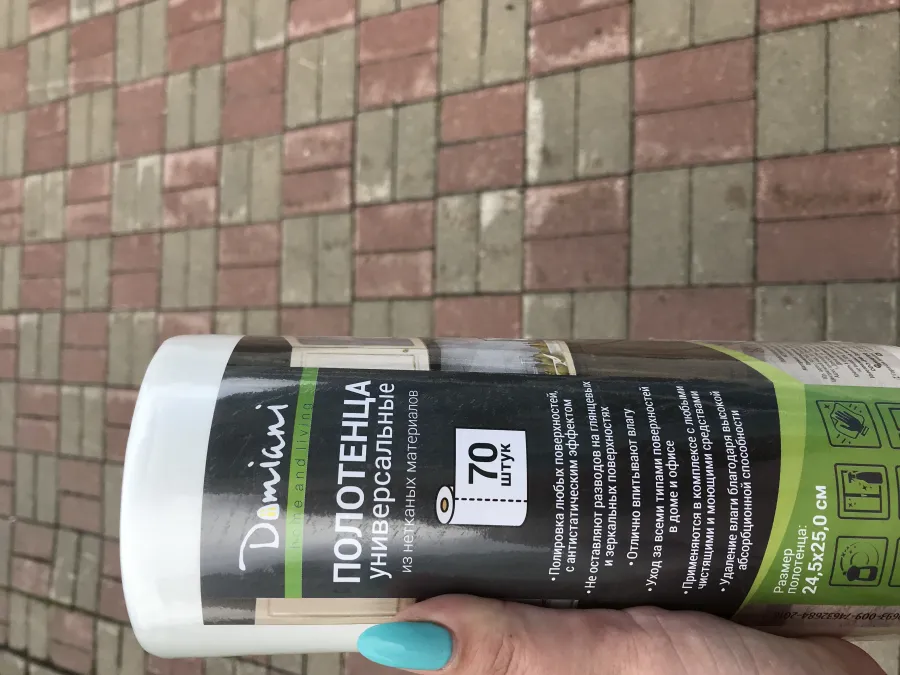 Domiani
home and living
ПОЛОТЕНЦА
универсальные
из нетканых материалов
70
штук
• Полировка любых поверхностей,
с антистатическим эффектом
• Не оставляют разводов на глянцевых
и зеркальных поверхностях
• Отлично впитывают влагу
• Уход за всеми типами поверхностей
в доме и офисе
• Применяются в комплексе с любыми
чистящими и моющими средствами
• Удаление влаги благодаря высокой
абсорбционной способности
Размер
полотенца:
24,5х25,0 см